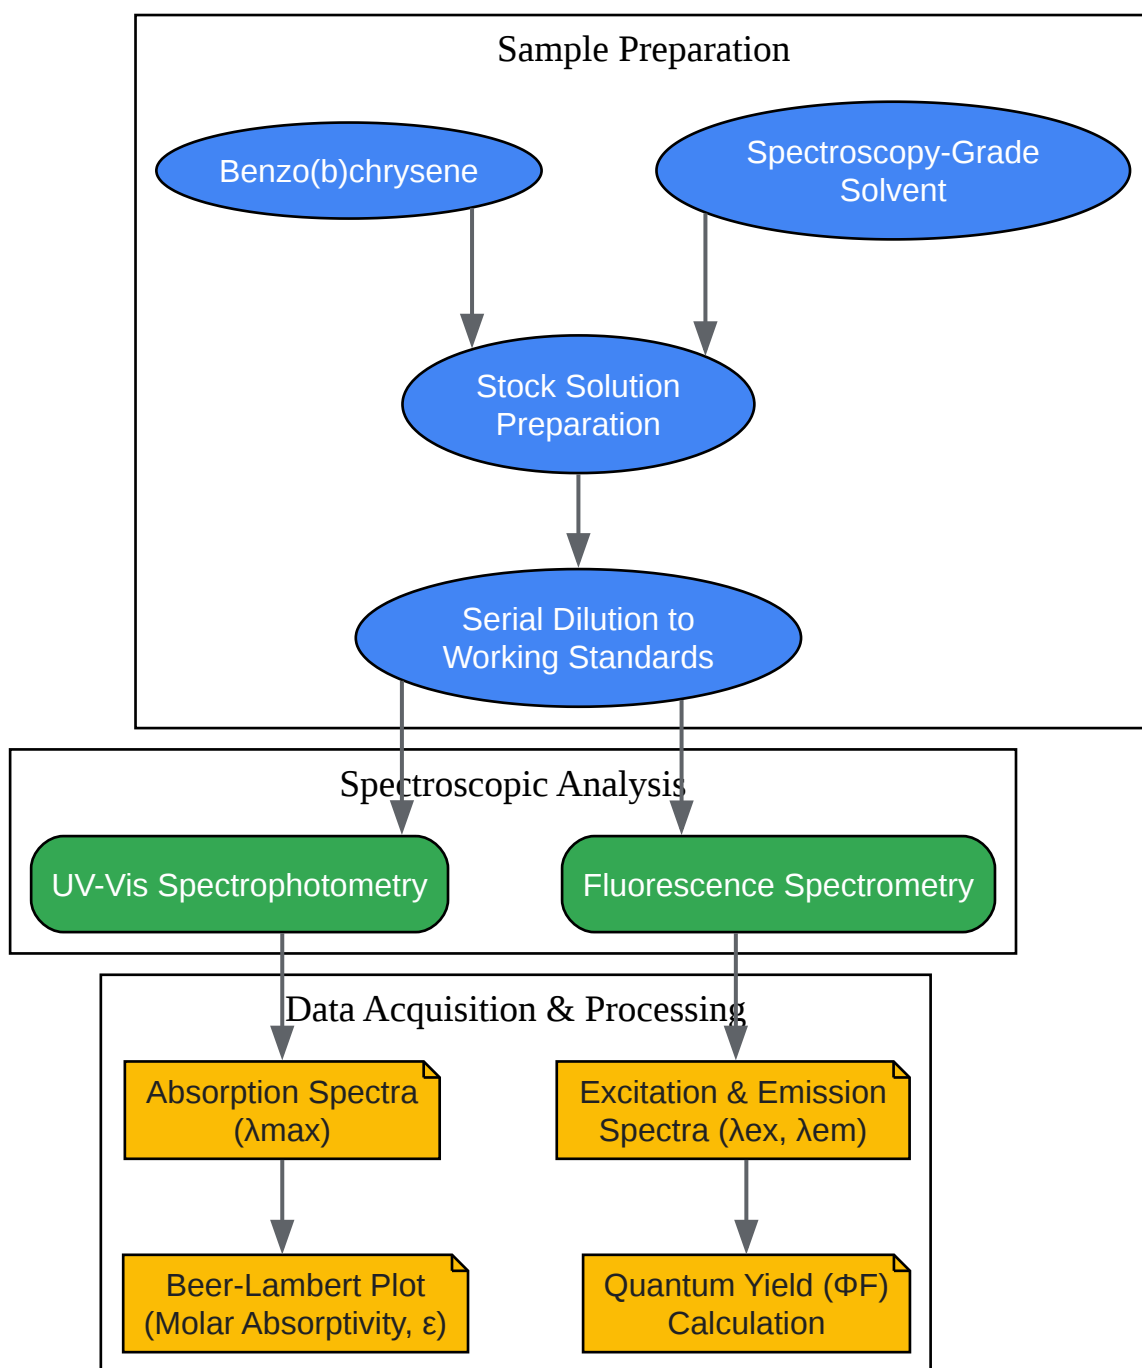 Sample Preparation
Benzo(b)chrysene
Spectroscopy-Grade
Solvent
Stock Solution
Preparation
Serial Dilution to
Working Standards
Spectroscopic Analysis
UV-Vis Spectrophotometry
Fluorescence Spectrometry
Data Acquisition & Processing
Absorption Spectra
(λmax)
Excitation & Emission
Spectra (λex, λem)
Beer-Lambert Plot
(Molar Absorptivity, ε)
Quantum Yield (ΦF)
Calculation